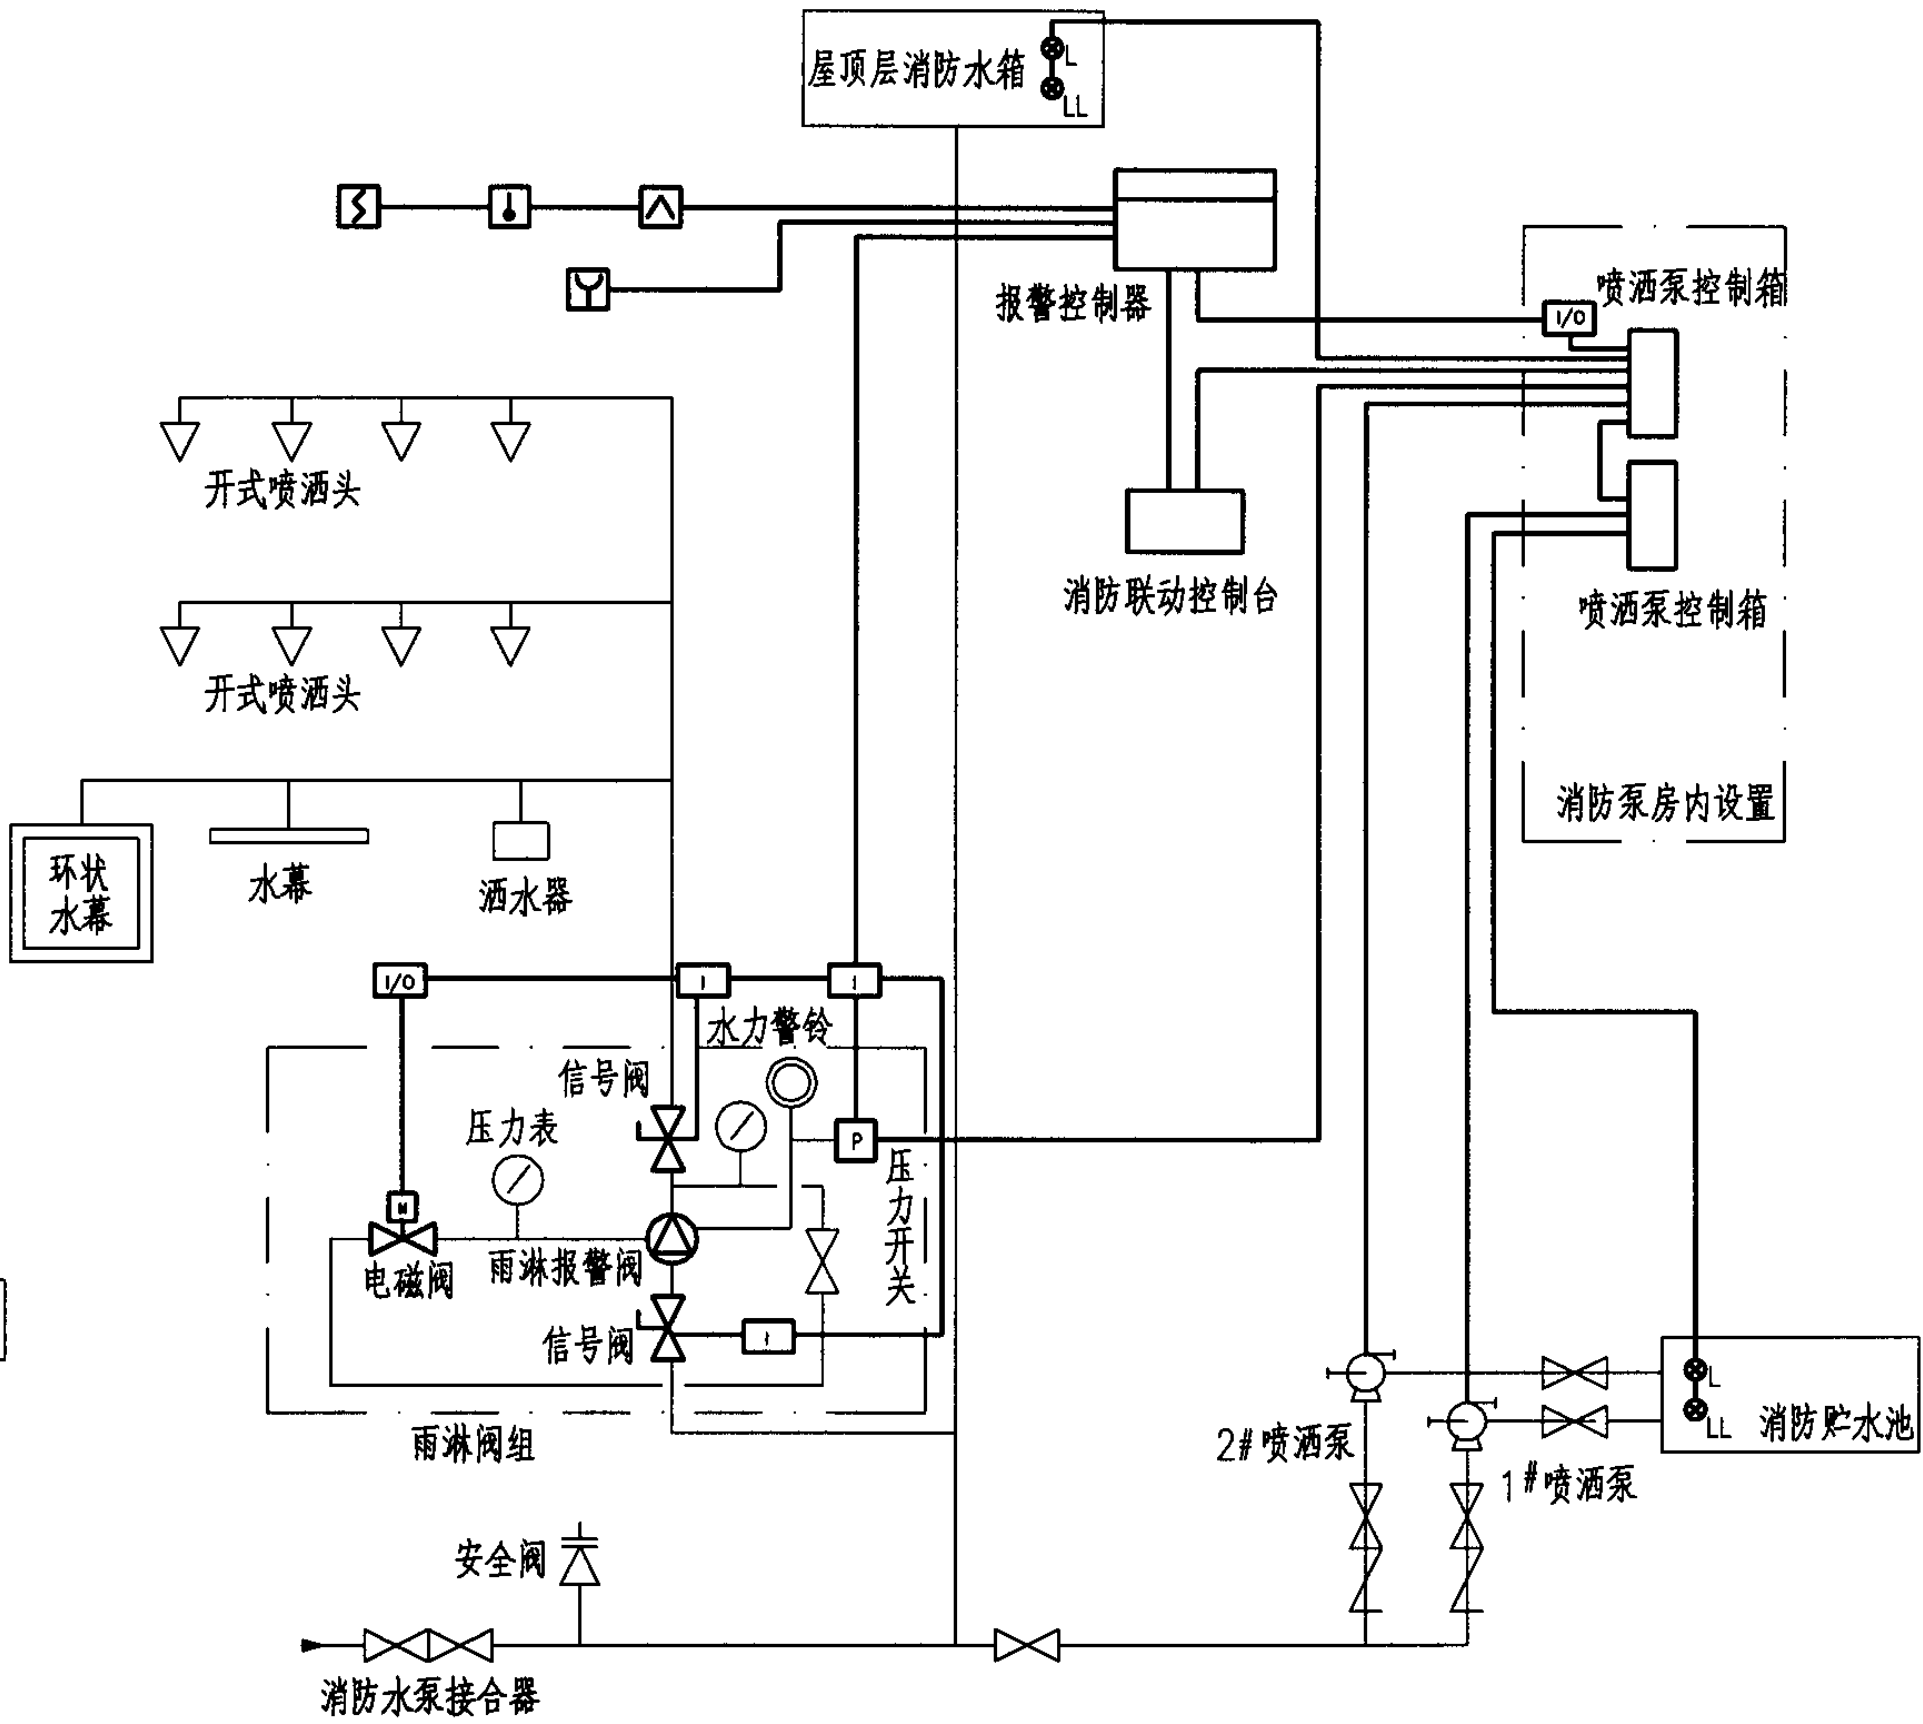 屋顶层消防水箱
L
LL
报警控制器
喷洒泵控制箱
I/O
开式喷洒头
消防联动控制台
喷洒泵控制箱
开式喷洒头
消防泵房内设置
环状
水幕
水幕
洒水器
I/O
I
I
水力警铃
信号阀
压力表
P
压力开关
M
电磁阀
雨淋报警阀
信号阀
I
雨淋阀组
L
LL
消防贮水池
2#喷洒泵
1#喷洒泵
安全阀
消防水泵接合器